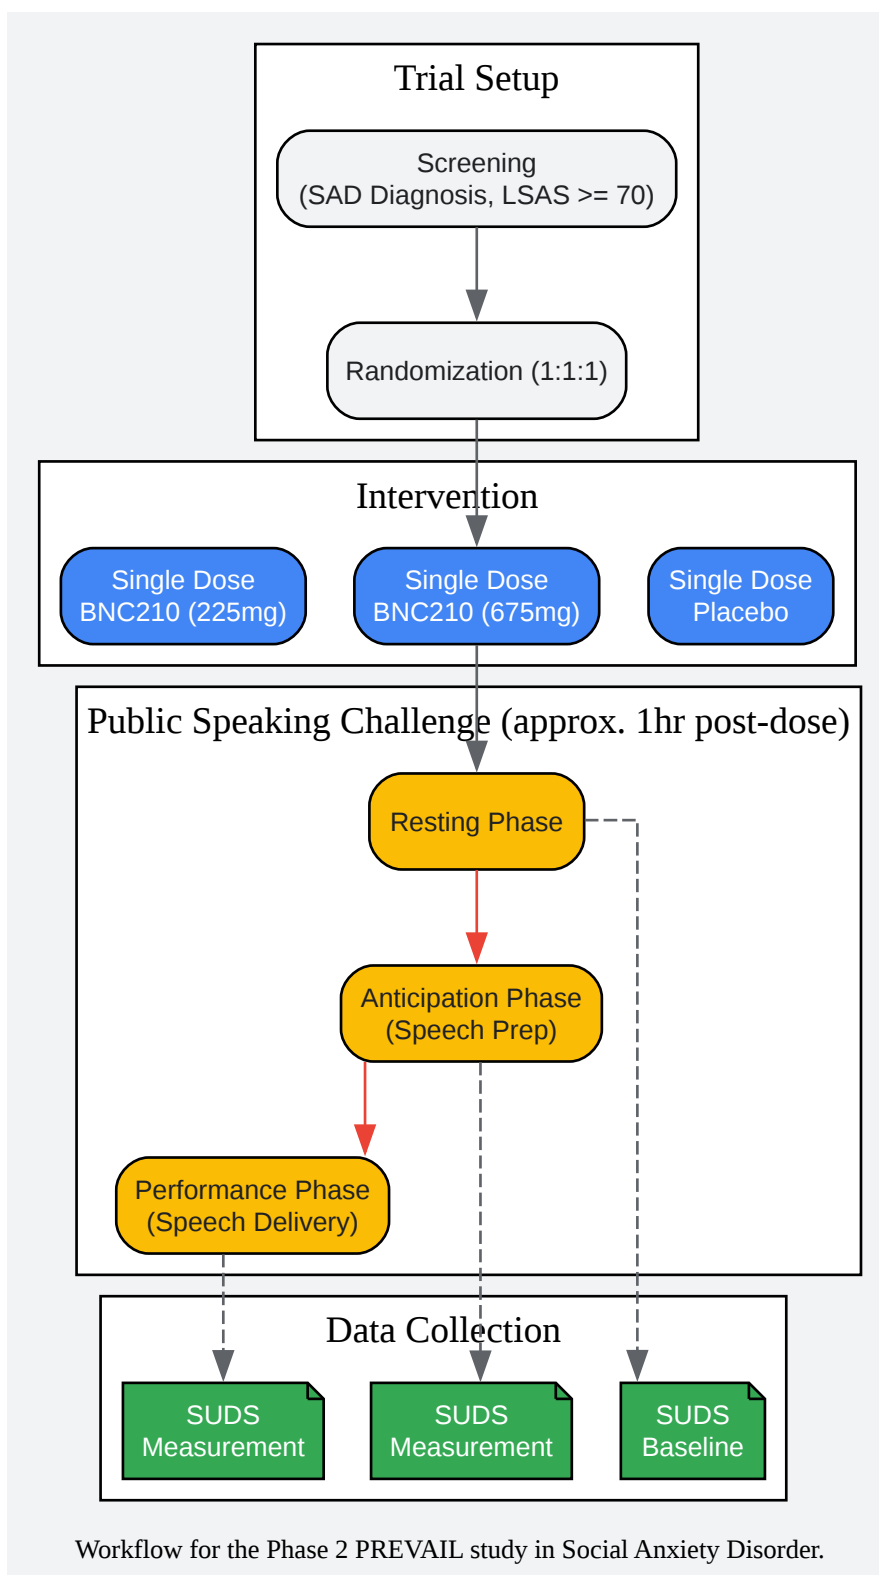 Trial Setup
Screening
(SAD Diagnosis, LSAS >= 70)
Randomization (1:1:1)
Intervention
Single Dose
BNC210 (225mg)
Single Dose
BNC210 (675mg)
Single Dose
Placebo
Public Speaking Challenge (approx. 1hr post-dose)
Resting Phase
Anticipation Phase
(Speech Prep)
Performance Phase
(Speech Delivery)
Data Collection
SUDS
Measurement
SUDS
Measurement
SUDS
Baseline
Workflow for the Phase 2 PREVAIL study in Social Anxiety Disorder.